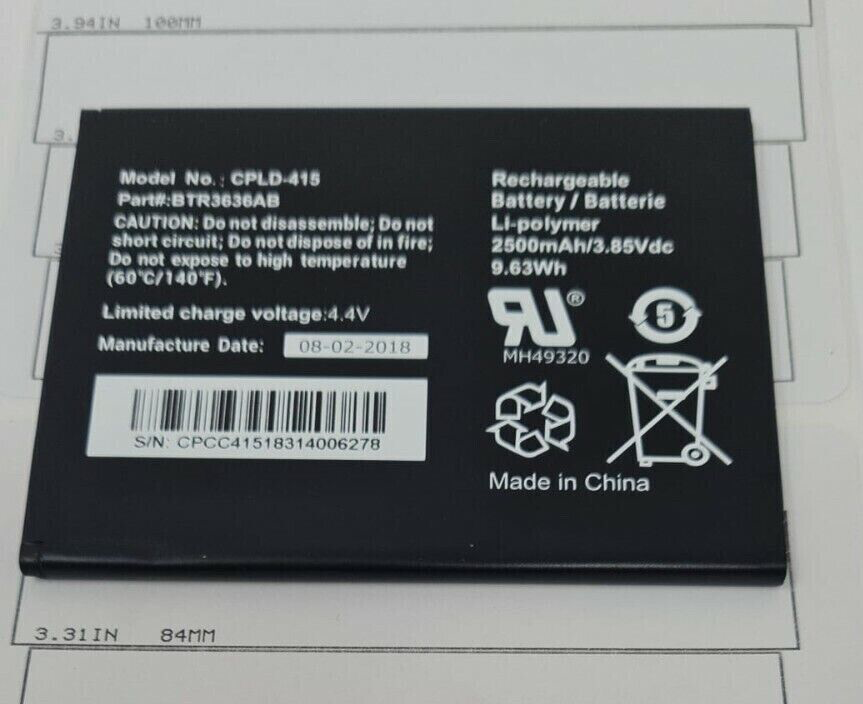 3.94IN 100MM
3.
Model No.: CPLD-415
Part#:BTR3636AB
CAUTION: Do not disassemble; Do not
short circuit; Do not dispose of in fire;
Do not expose to high temperature
(60°C/140°F).
Limited charge voltage:4.4V
Manufacture Date: 08-02-2018
S/N: CPCC41518314006278
Rechargeable
Battery / Batterie
Li-polymer
2500mAh/3.85Vdc
9.63Wh
RU®
5
MH49320
Made in China
3.31IN 84MM